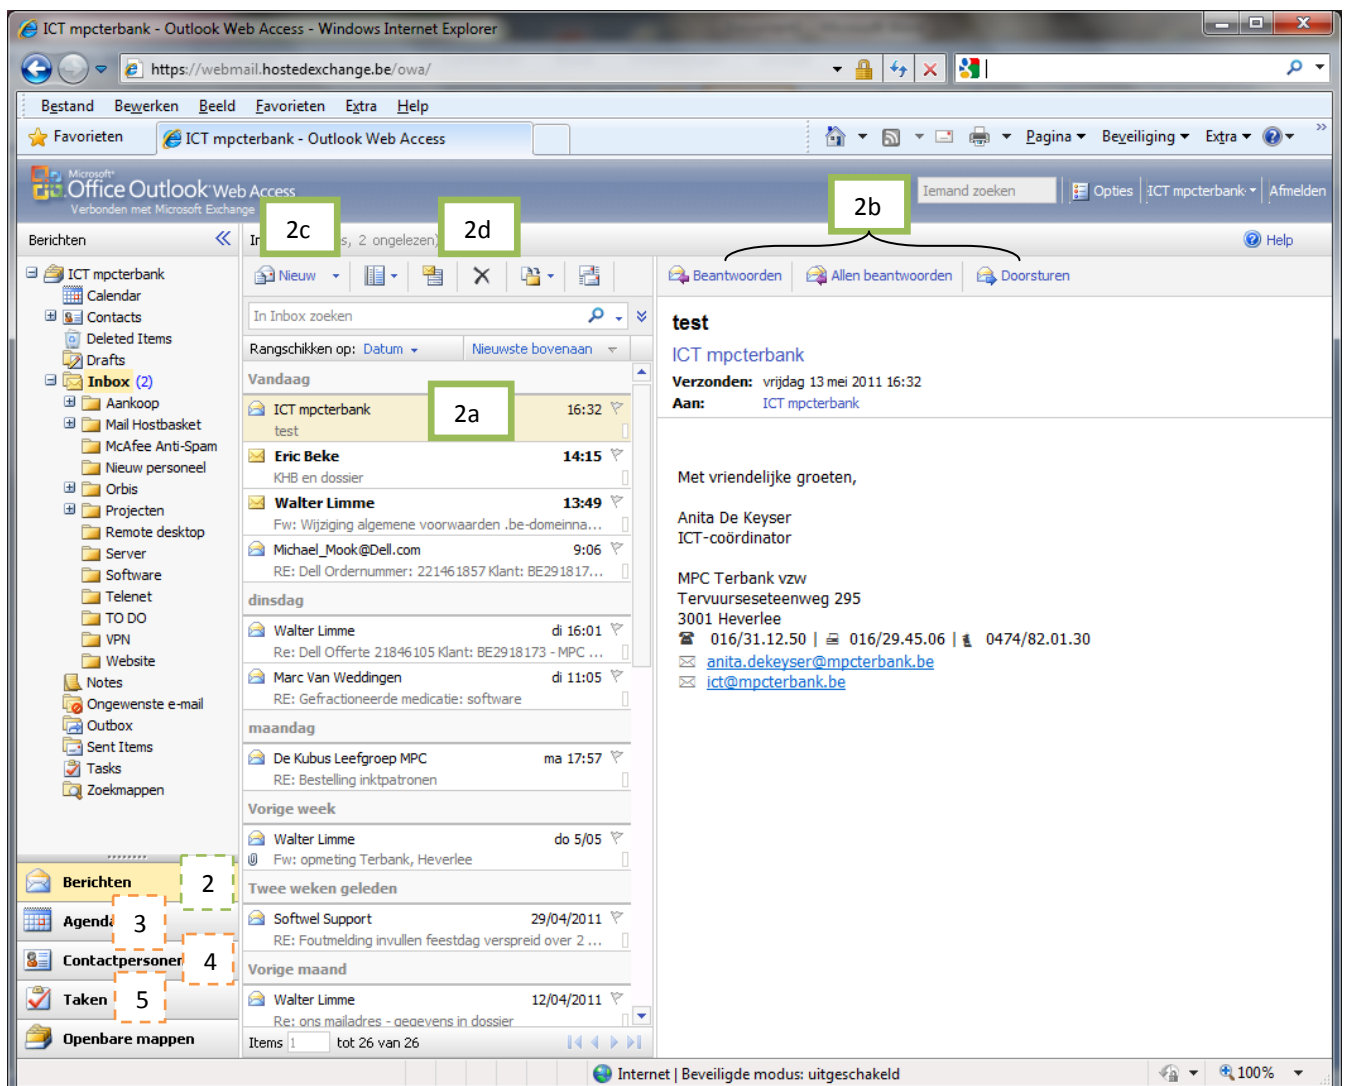 ICT mpcterbank - Outlook Web Access - Windows Internet Explorer
https://webmail.hostedexchange.be/owa/
Bestand Bewerken Beeld Favorieten Extra Help
Favorieten ICT mpcterbank - Outlook Web Access Pagina Beveiliging Extra
Microsoft
Office Outlook Web Access
Verbonden met Microsoft Exchange
Iemand zoeken Opties ICT mpcterbank Afmelden
2c 2d 2b
Berichten
, 2 ongelezen)
Help
ICT mpcterbank
Calendar
Contacts
Deleted Items
Drafts
Inbox (2)
Aankoop
Mail Hostbasket
McAfee Anti-Spam
Nieuw personeel
Orbis
Projecten
Remote desktop
Server
Software
Telenet
TO DO
VPN
Website
Notes
Ongewenste e-mail
Outbox
Sent Items
Tasks
Zoekmappen
Berichten 2
Agenda 3
Contactpersonen 4
Taken 5
Openbare mappen
Nieuw
In Inbox zoeken
Rangschikken op: Datum Nieuwste bovenaan
Vandaag
ICT mpcterbank 2a 16:32
test
Eric Beke 14:15
KHB en dossier
Walter Limme 13:49
Fw: Wijziging algemene voorwaarden .be-domeinna...
Michael_Mook@Dell.com 9:06
RE: Dell Ordernummer: 221461857 Klant: BE291817...
dinsdag
Walter Limme di 16:01
Re: Dell Offerte 21846105 Klant: BE2918173 - MPC ...
Marc Van Weddingen di 11:05
RE: Gefractioneerde medicatie: software
maandag
De Kubus Leefgroep MPC ma 17:57
RE: Bestelling inktpatronen
Vorige week
Walter Limme do 5/05
Fw: opmeting Terbank, Heverlee
Twee weken geleden
Softwel Support 29/04/2011
RE: Foutmelding invullen feestdag verspreid over 2 ...
Vorige maand
Walter Limme 12/04/2011
Re: ons mailadres - gegevens in dossier
Items 1 tot 26 van 26
Beantwoorden Allen beantwoorden Doorsturen
test
ICT mpcterbank
Verzonden: vrijdag 13 mei 2011 16:32
Aan: ICT mpcterbank
Met vriendelijke groeten,
Anita De Keyser
ICT-coördinator
MPC Terbank vzw
Tervuurseseteenweg 295
3001 Heverlee
016/31.12.50 | 016/29.45.06 | 0474/82.01.30
anita.dekeyser@mpcterbank.be
ict@mpcterbank.be
Internet | Beveiligde modus: uitgeschakeld 100%